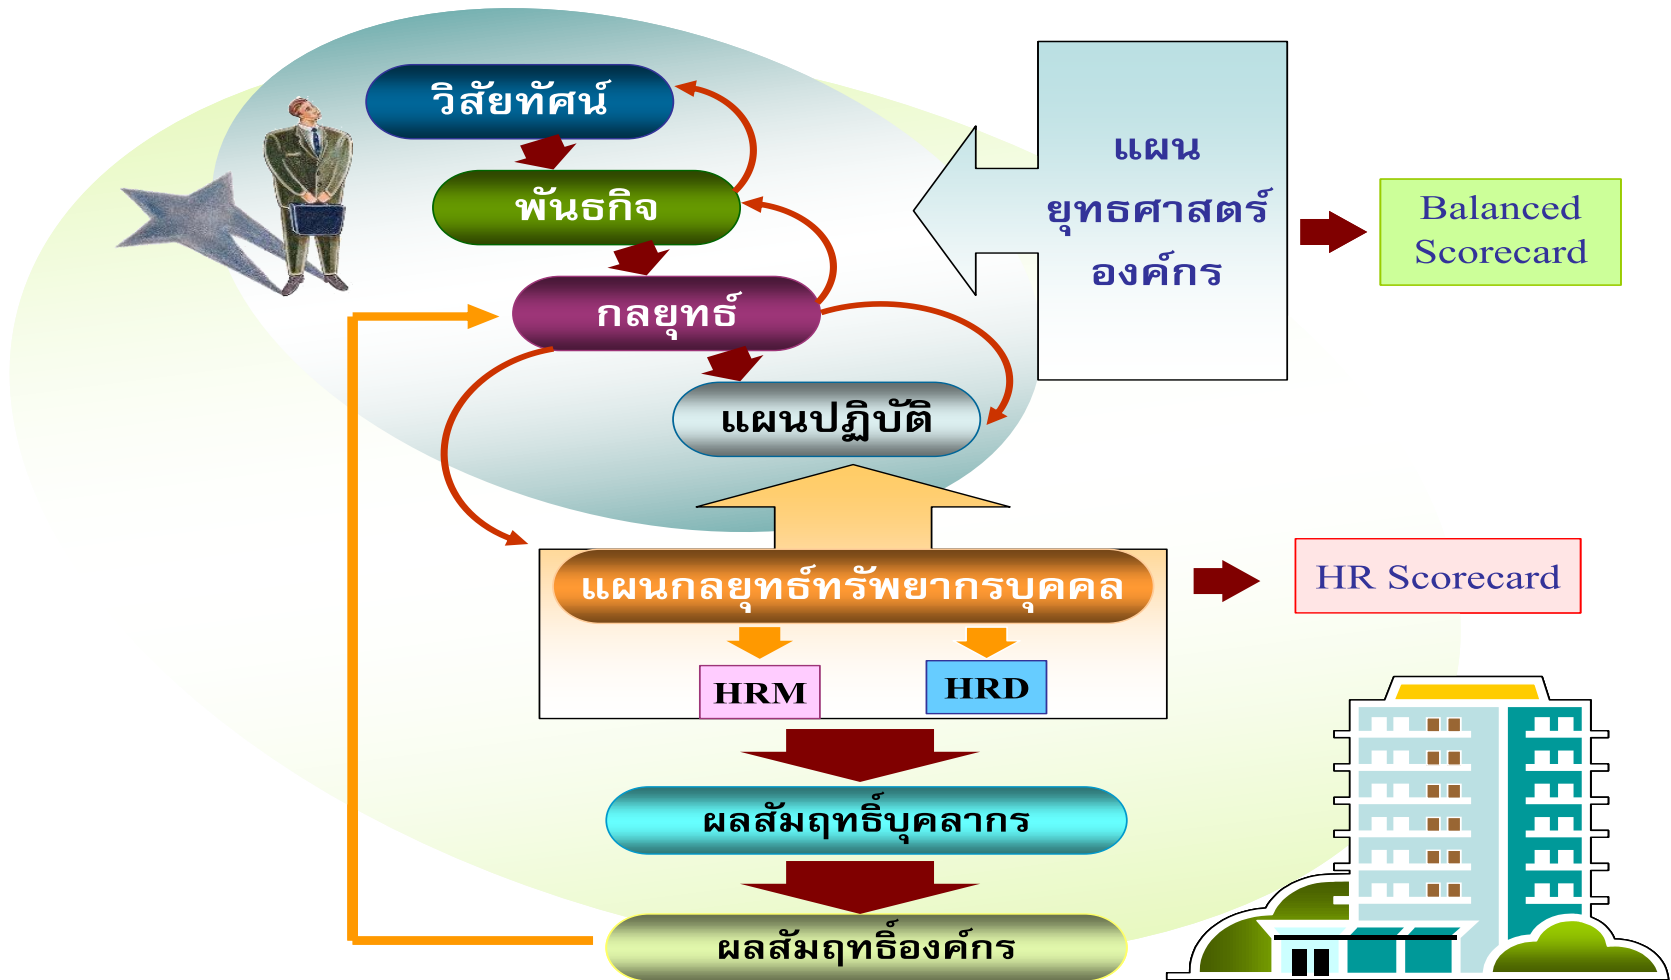 วิสัยทัศน์
พันธกิจ
กลยุทธ์
แผนปฏิบัติ
แผน
ยุทธศาสตร์
องค์กร
Balanced
Scorecard
แผนกลยุทธ์ทรัพยากรบุคคล
HR Scorecard
HRM
HRD
ผลสัมฤทธิ์บุคลากร
ผลสัมฤทธิ์องค์กร